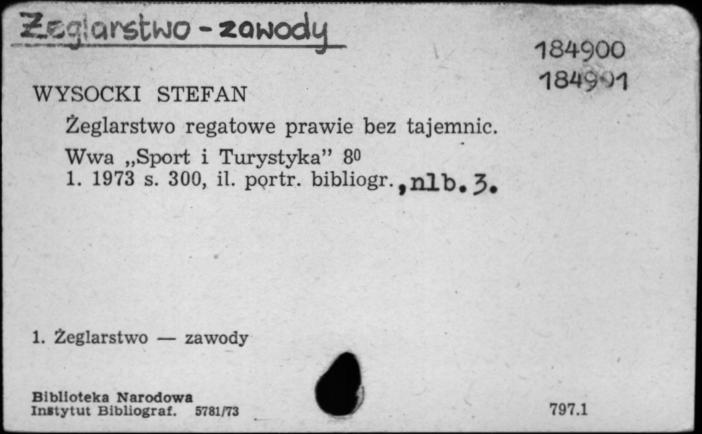 Żeglarstwo - zawody
184900
184901
WYSOCKI STEFAN
Żeglarstwo regatowe prawie bez tajemnic.
Wwa „Sport i Turystyka” 8⁰
1. 1973 s. 300, il. portr. bibliogr., nlb. 3.
1. Żeglarstwo — zawody
Biblioteka Narodowa
Instytut Bibliograf. 5781/73
797.1